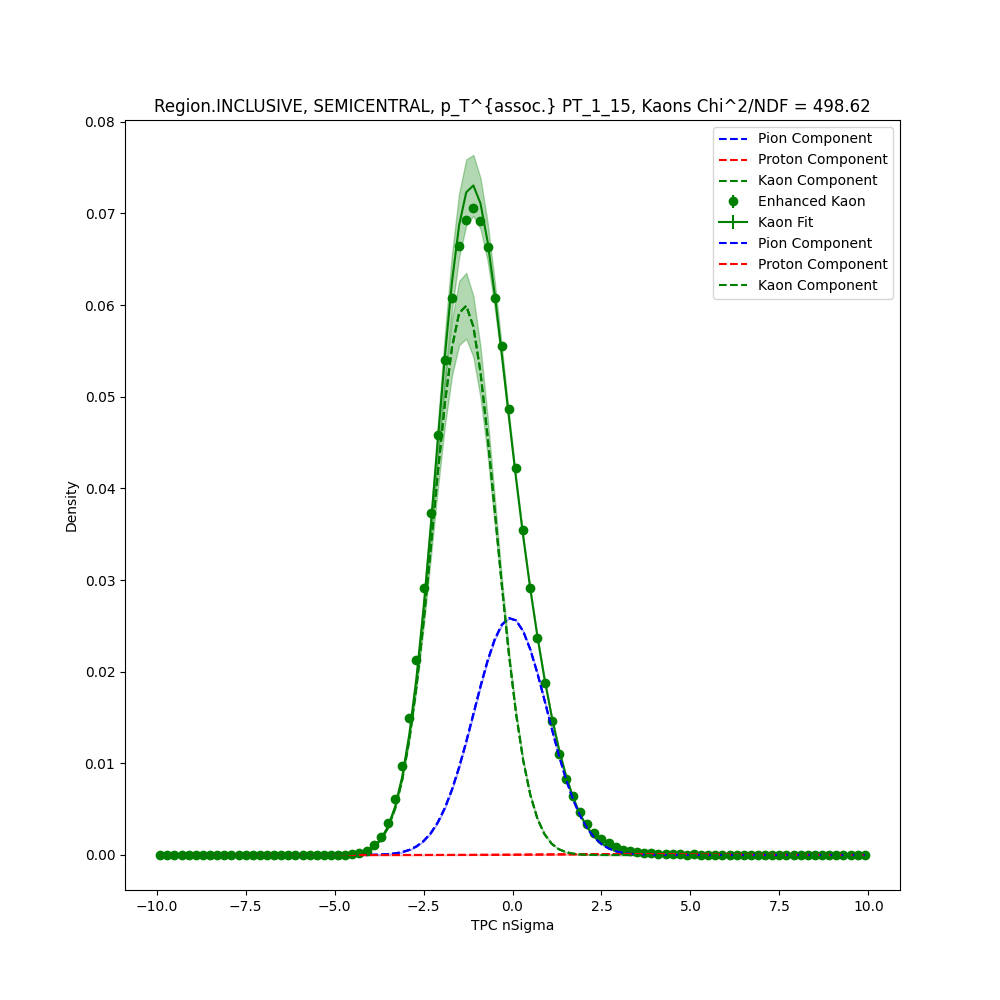 Region.INCLUSIVE, SEMICENTRAL, p_T^{assoc.} PT_1_15, Kaons Chi^2/NDF = 498.62
Pion Component
Proton Component
Kaon Component
Enhanced Kaon
Kaon Fit
Pion Component
Proton Component
Kaon Component
Density
0.08
0.07
0.06
0.05
0.04
0.03
0.02
0.01
0.00
−10.0 −7.5 −5.0 −2.5 0.0 2.5 5.0 7.5 10.0
TPC nSigma